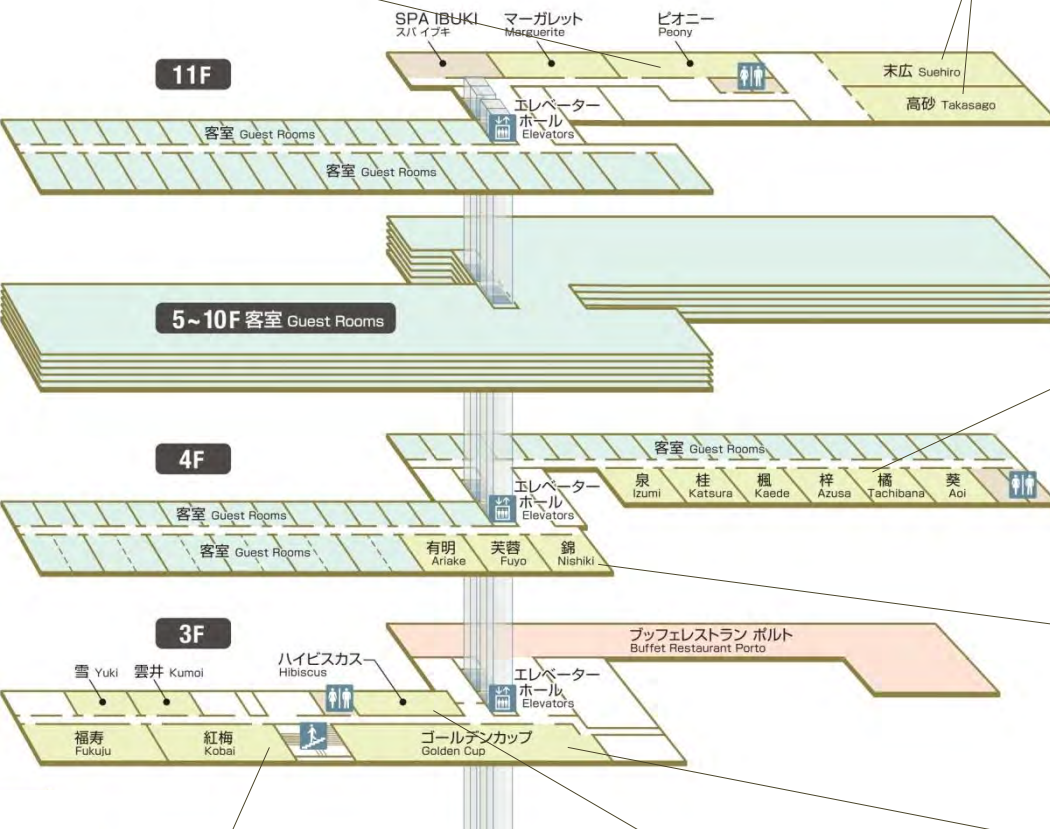 SPA IBUKI
スパ イブキ
マーガレット
Marguerite
ピオニー
Peony
11F
末広 Suehiro
高砂 Takasago
エレベーター
ホール
Elevators
客室 Guest Rooms
客室 Guest Rooms
5~10F 客室 Guest Rooms
4F
客室 Guest Rooms
泉
Izumi
桂
Katsura
楓
Kaede
梓
Azusa
橘
Tachibana
葵
Aoi
エレベーター
ホール
Elevators
客室 Guest Rooms
客室 Guest Rooms
有明
Ariake
芙蓉
Fuyo
錦
Nishiki
3F
ブッフェレストラン ポルト
Buffet Restaurant Porto
雪 Yuki
雲井 Kumoi
ハイビスカス
Hibiscus
エレベーター
ホール
Elevators
福寿
Fukuju
紅梅
Kobai
ゴールデンカップ
Golden Cup